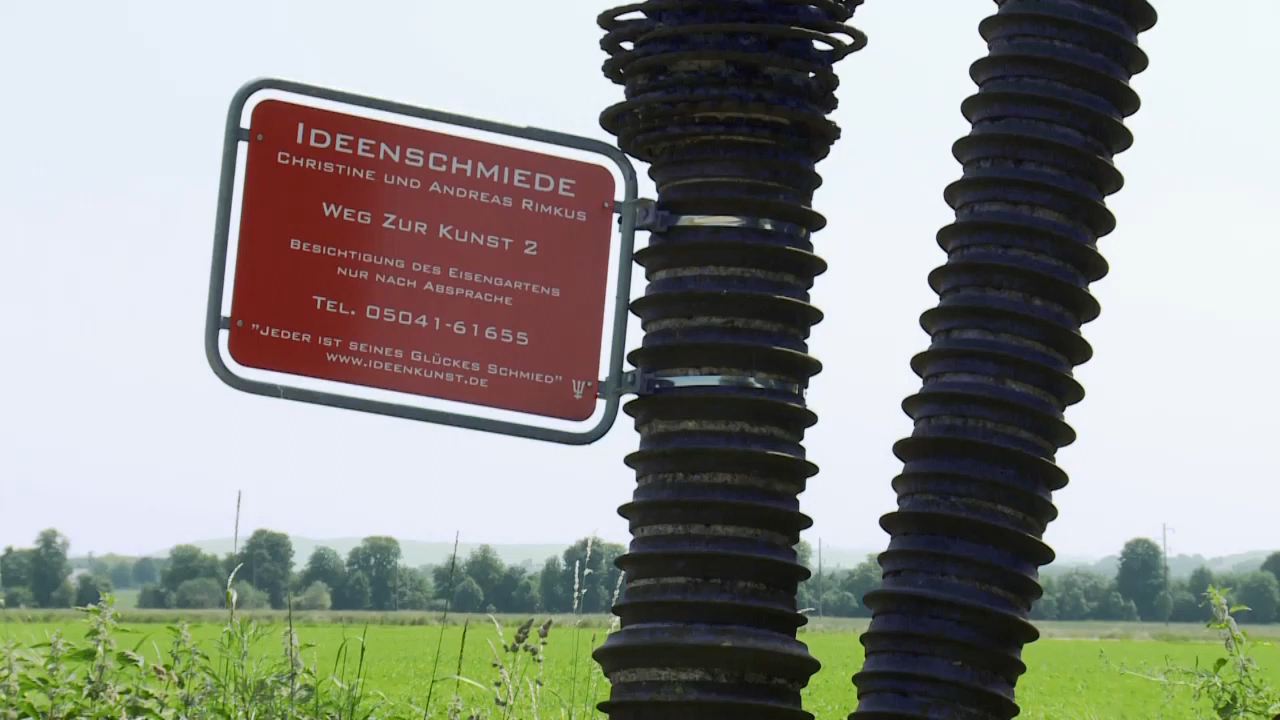 IDEENSCHMIEDE
CHRISTINE UND ANDREAS RIMKUS
WEG ZUR KUNST 2
BESICHTIGUNG DES EISENGARTENS
NUR NACH ABSPRACHE
TEL. 05041-61655
"JEDER IST SEINES GLÜCKES SCHMIED"
WWW.IDEENKUNST.DE